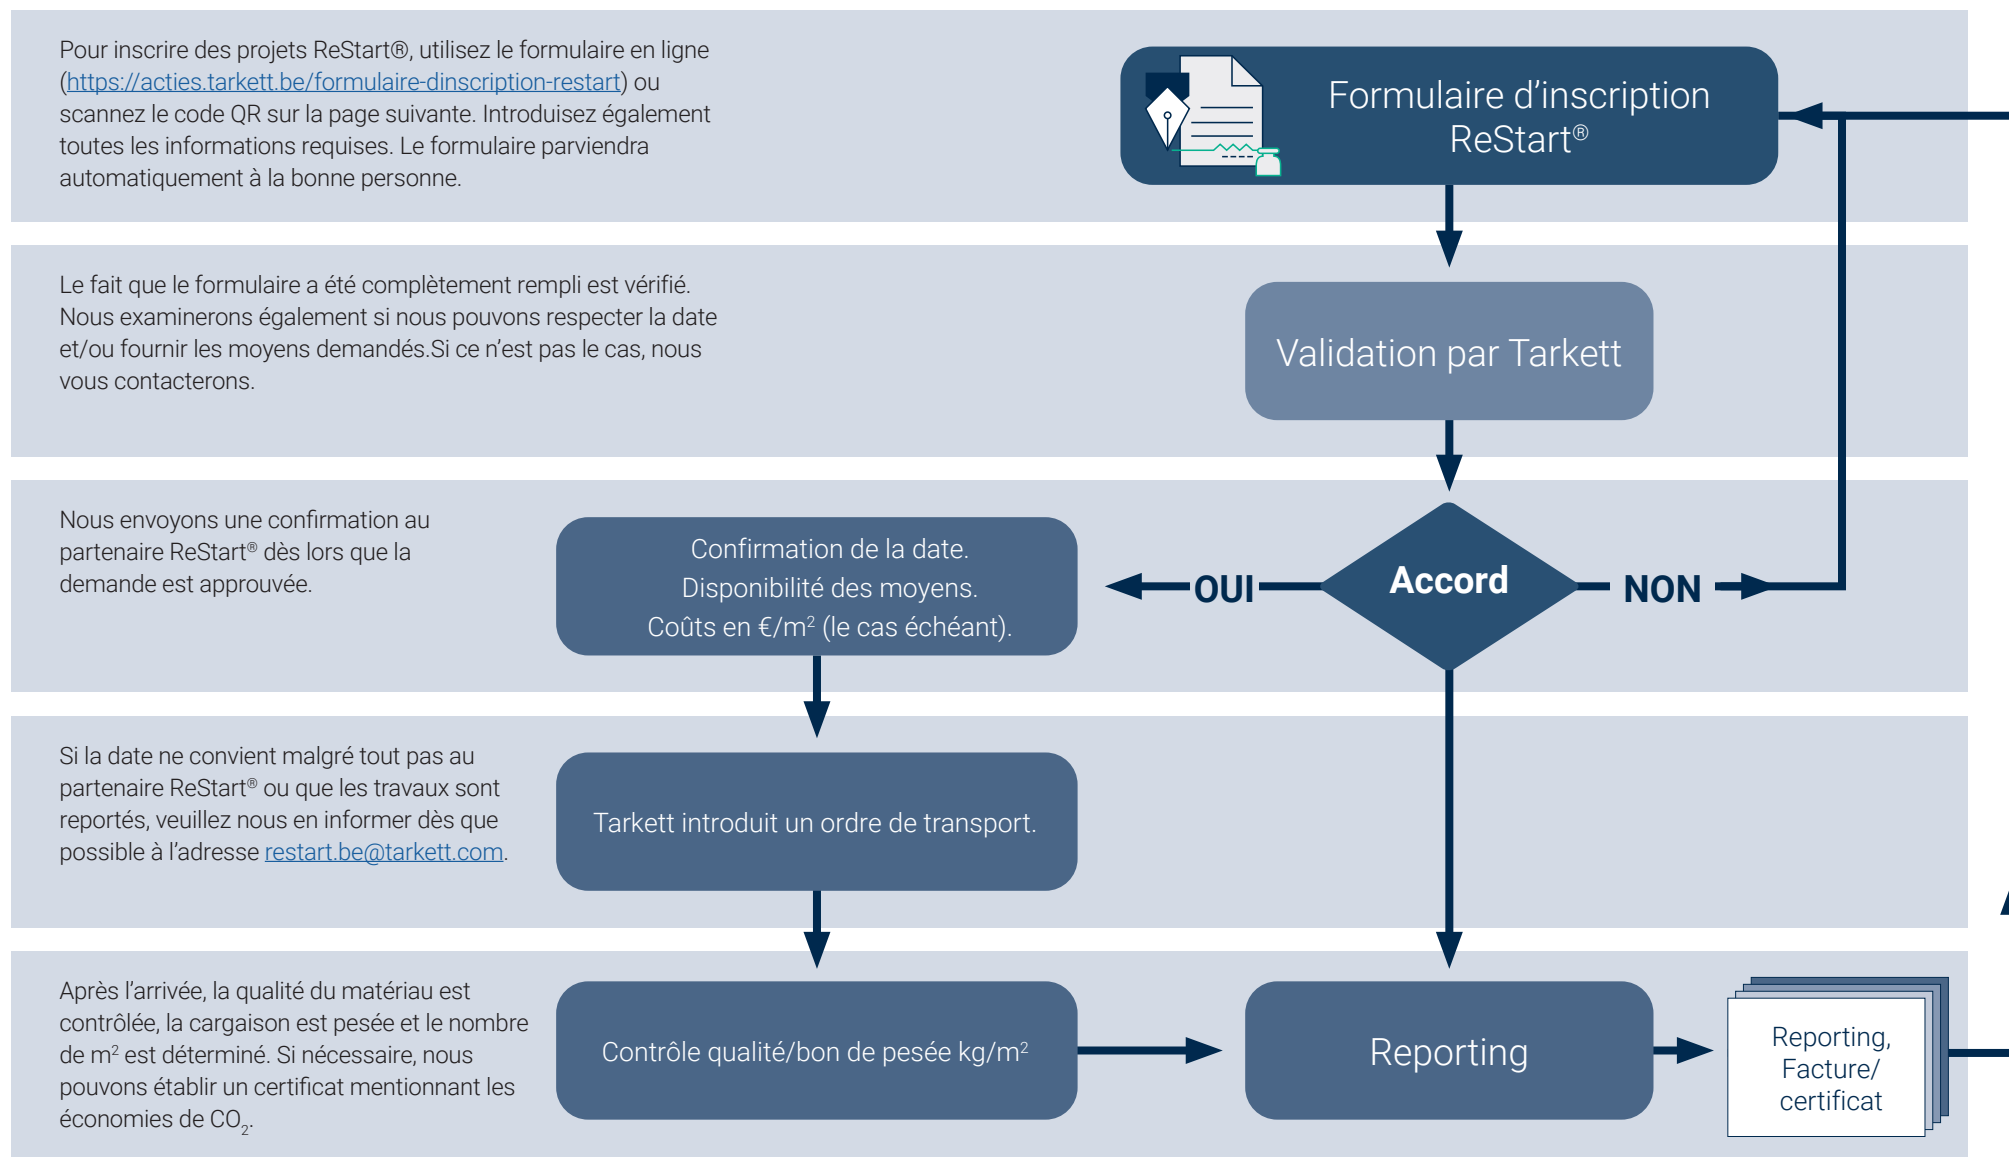 Pour inscrire des projets ReStart®, utilisez le formulaire en ligne
(https://acties.tarkett.be/formulaire-dinscription-restart) ou
scannez le code QR sur la page suivante. Introduisez également
toutes les informations requises. Le formulaire parviendra
automatiquement à la bonne personne.
Formulaire d’inscription
ReStart®
Le fait que le formulaire a été complètement rempli est vérifié.
Nous examinerons également si nous pouvons respecter la date
et/ou fournir les moyens demandés.Si ce n’est pas le cas, nous
vous contacterons.
Validation par Tarkett
Nous envoyons une confirmation au
partenaire ReStart® dès lors que la
demande est approuvée.
Confirmation de la date.
Disponibilité des moyens.
Coûts en €/m² (le cas échéant).
OUI
Accord
NON
Si la date ne convient malgré tout pas au
partenaire ReStart® ou que les travaux sont
reportés, veuillez nous en informer dès que
possible à l’adresse restart.be@tarkett.com.
Tarkett introduit un ordre de transport.
Après l’arrivée, la qualité du matériau est
contrôlée, la cargaison est pesée et le nombre
de m² est déterminé. Si nécessaire, nous
pouvons établir un certificat mentionnant les
économies de CO₂.
Contrôle qualité/bon de pesée kg/m²
Reporting
Reporting,
Facture/
certificat